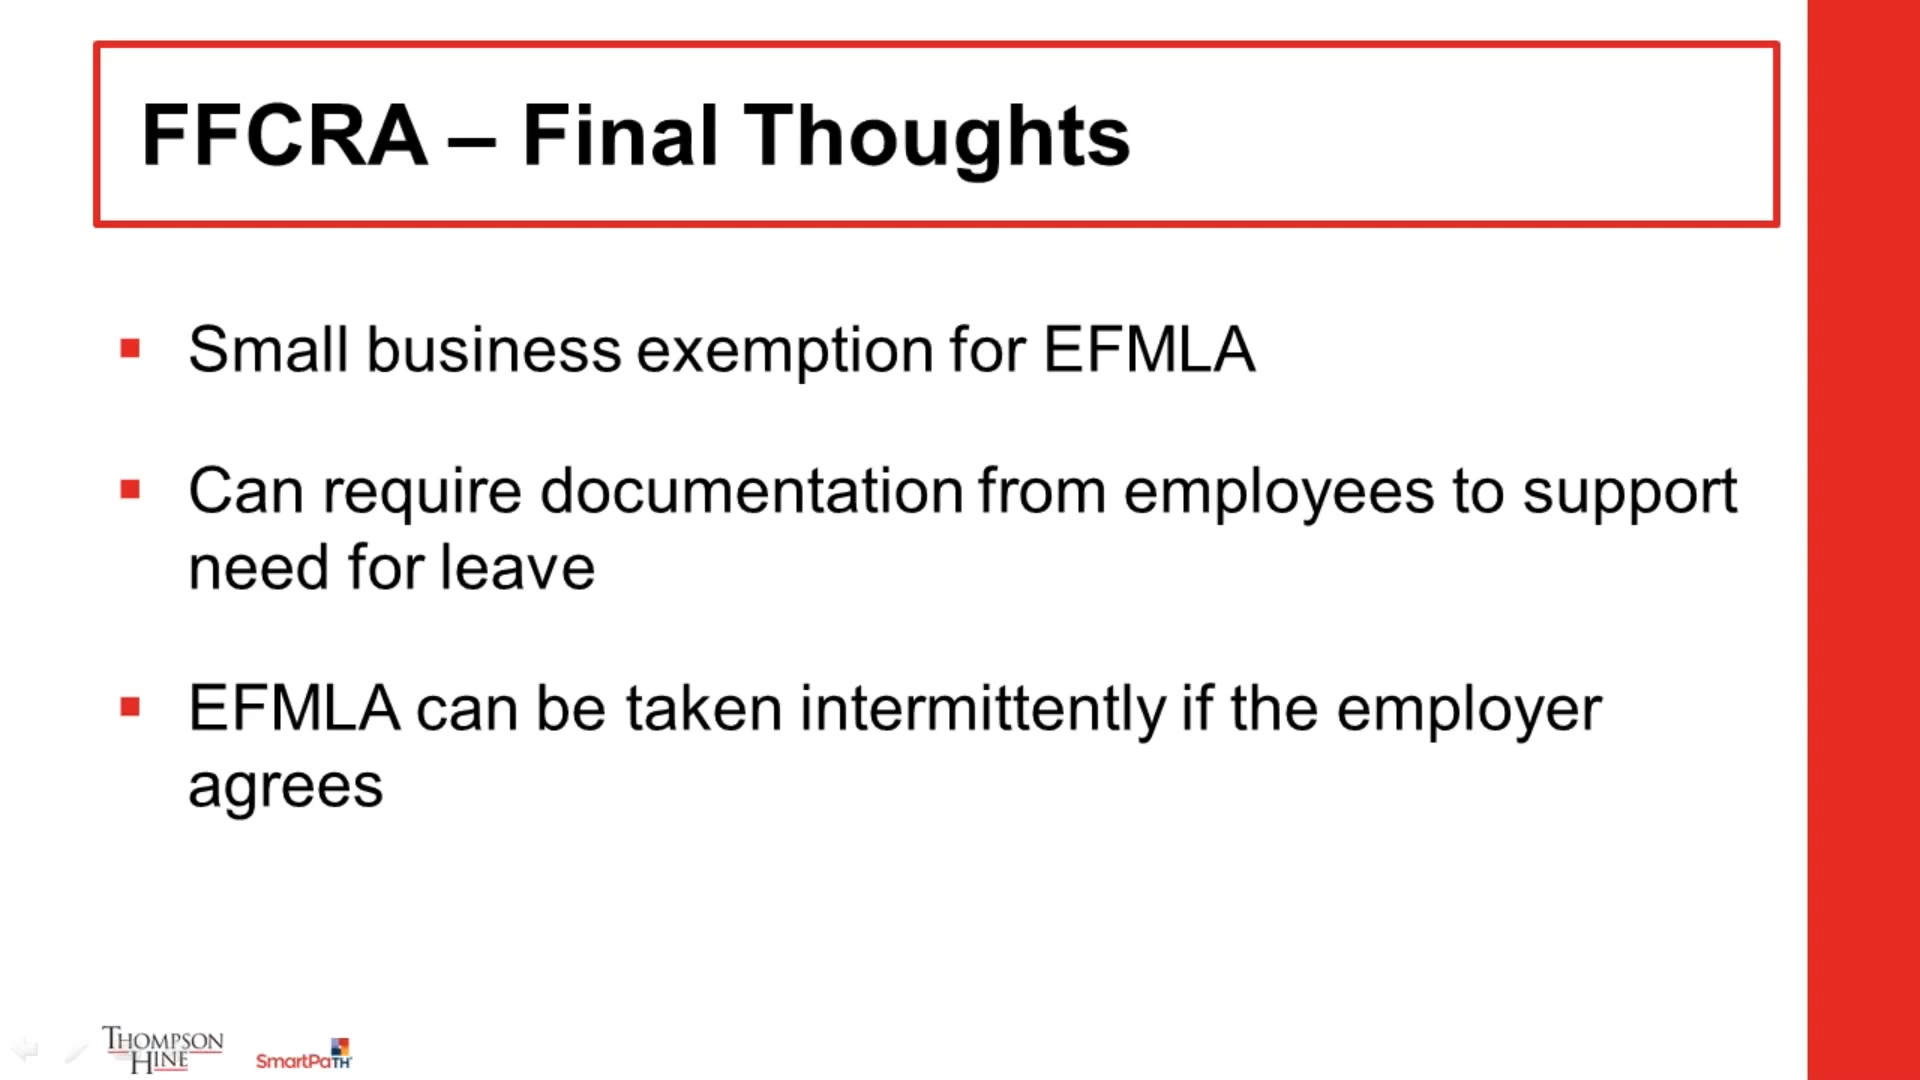 FFCRA – Final Thoughts
Small business exemption for EFMLA
Can require documentation from employees to support
need for leave
EFMLA can be taken intermittently if the employer
agrees
THOMPSON
HINE
SmartPaTH